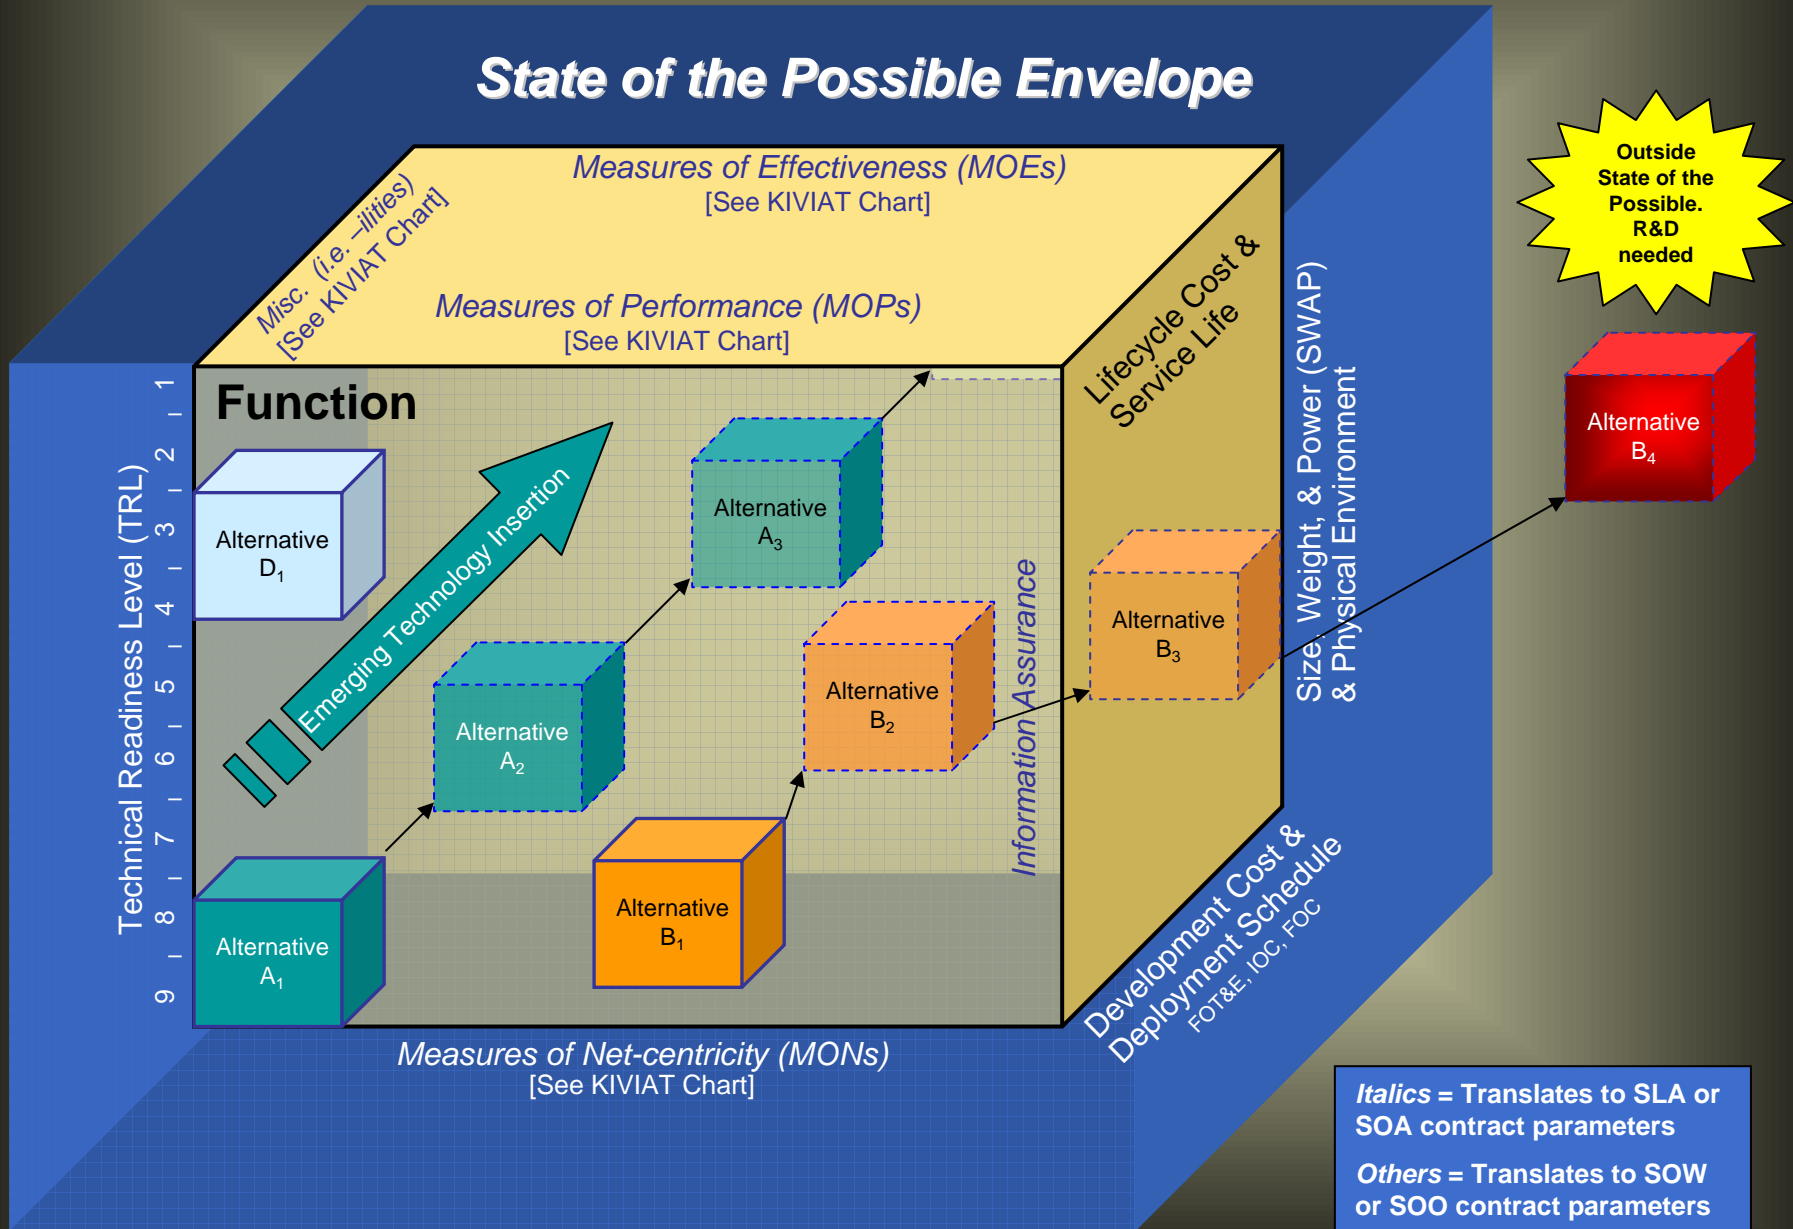 State of the Possible Envelope
Outside
State of the
Possible.
R&D
needed
Measures of Effectiveness (MOEs)
[See KIVIAT Chart]
Misc. (i.e. –ilities)
[See KIVIAT Chart]
Measures of Performance (MOPs)
[See KIVIAT Chart]
Lifecycle Cost &
Service Life
Size, Weight, & Power (SWAP)
& Physical Environment
Technical Readiness Level (TRL)
1
–
2
–
3
–
4
–
5
–
6
–
7
–
8
–
9
Function
Alternative
D1
Emerging Technology Insertion
Alternative
A3
Alternative
B4
Alternative
A2
Alternative
B2
Alternative
B3
Information Assurance
Alternative
A1
Alternative
B1
Development Cost &
Deployment Schedule
FOT&E, IOC, FOC
Measures of Net-centricity (MONs)
[See KIVIAT Chart]
Italics = Translates to SLA or
SOA contract parameters
Others = Translates to SOW
or SOO contract parameters